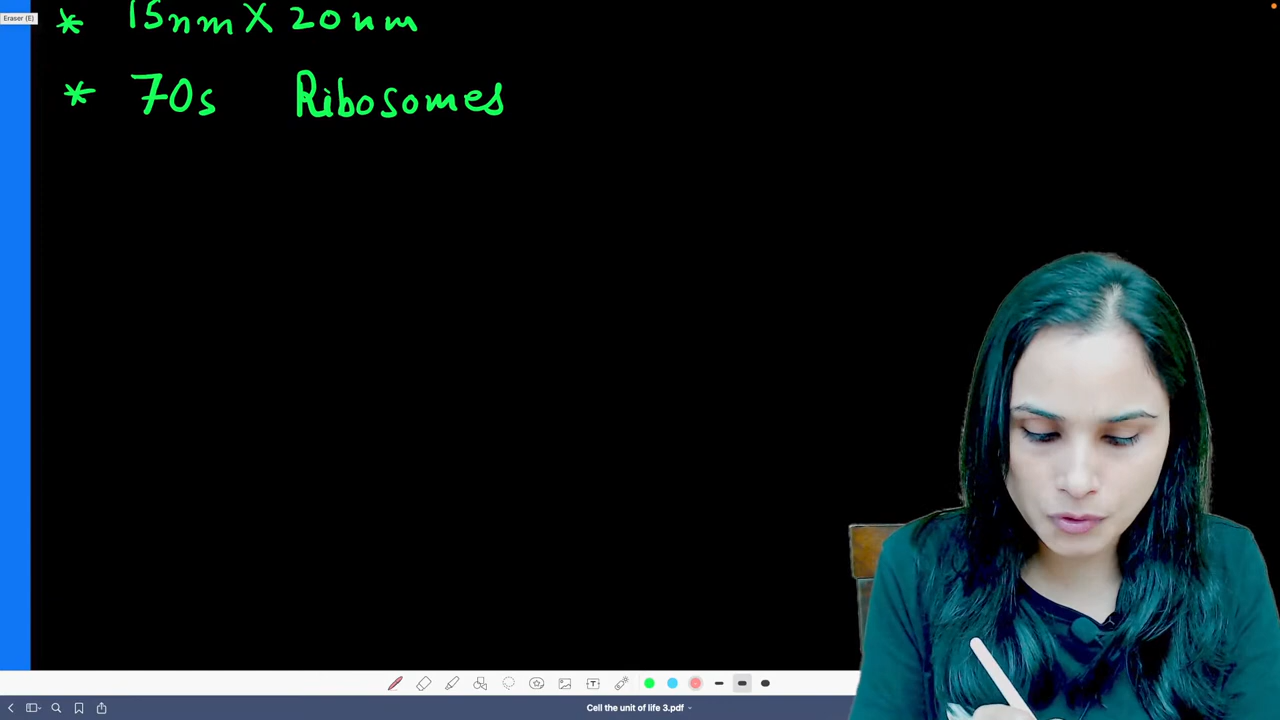 Eraser (E)
* 15nm X 20nm
* 70s Ribosomes
Cell the unit of life 3.pdf